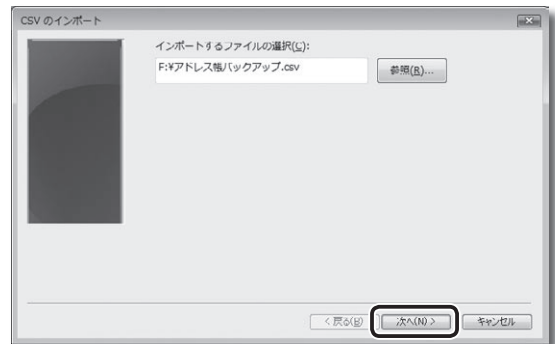 CSV のインポート
インポートするファイルの選択(C):
F:¥アドレス帳バックアップ.csv
参照(R)...
< 戻る(B)
次へ(N) >
キャンセル